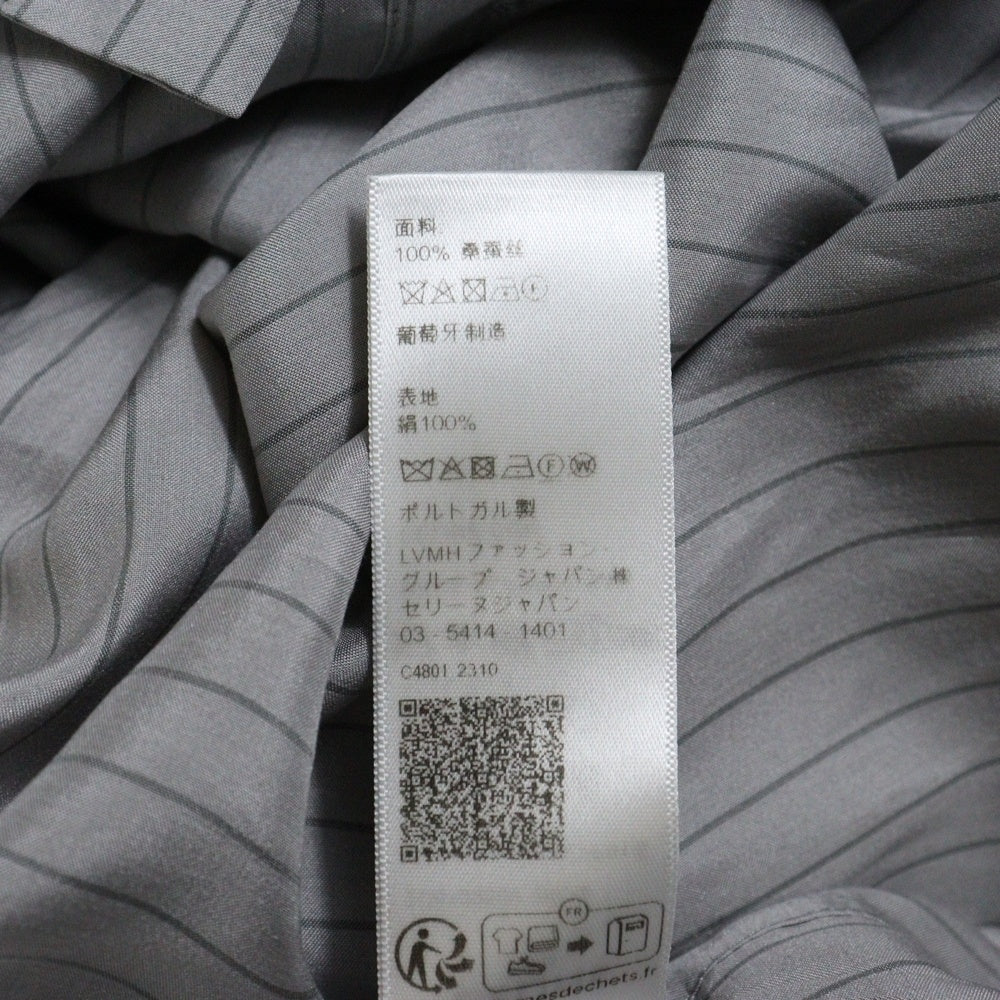 面料
100% 桑蚕丝
葡萄牙制造
表地
絹100%
F W
ポルトガル製
LVMHファッション・
グループ ジャパン㈱
セリーヌジャパン
03 - 5414 - 1401
C4801 2310
FR